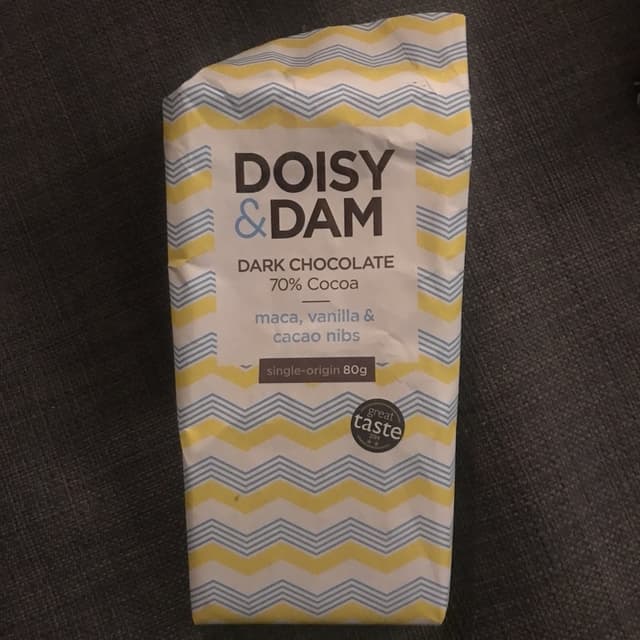 DOISY
&DAM
DARK CHOCOLATE
70% Cocoa
maca, vanilla &
cacao nibs
single-origin 80g
great
taste